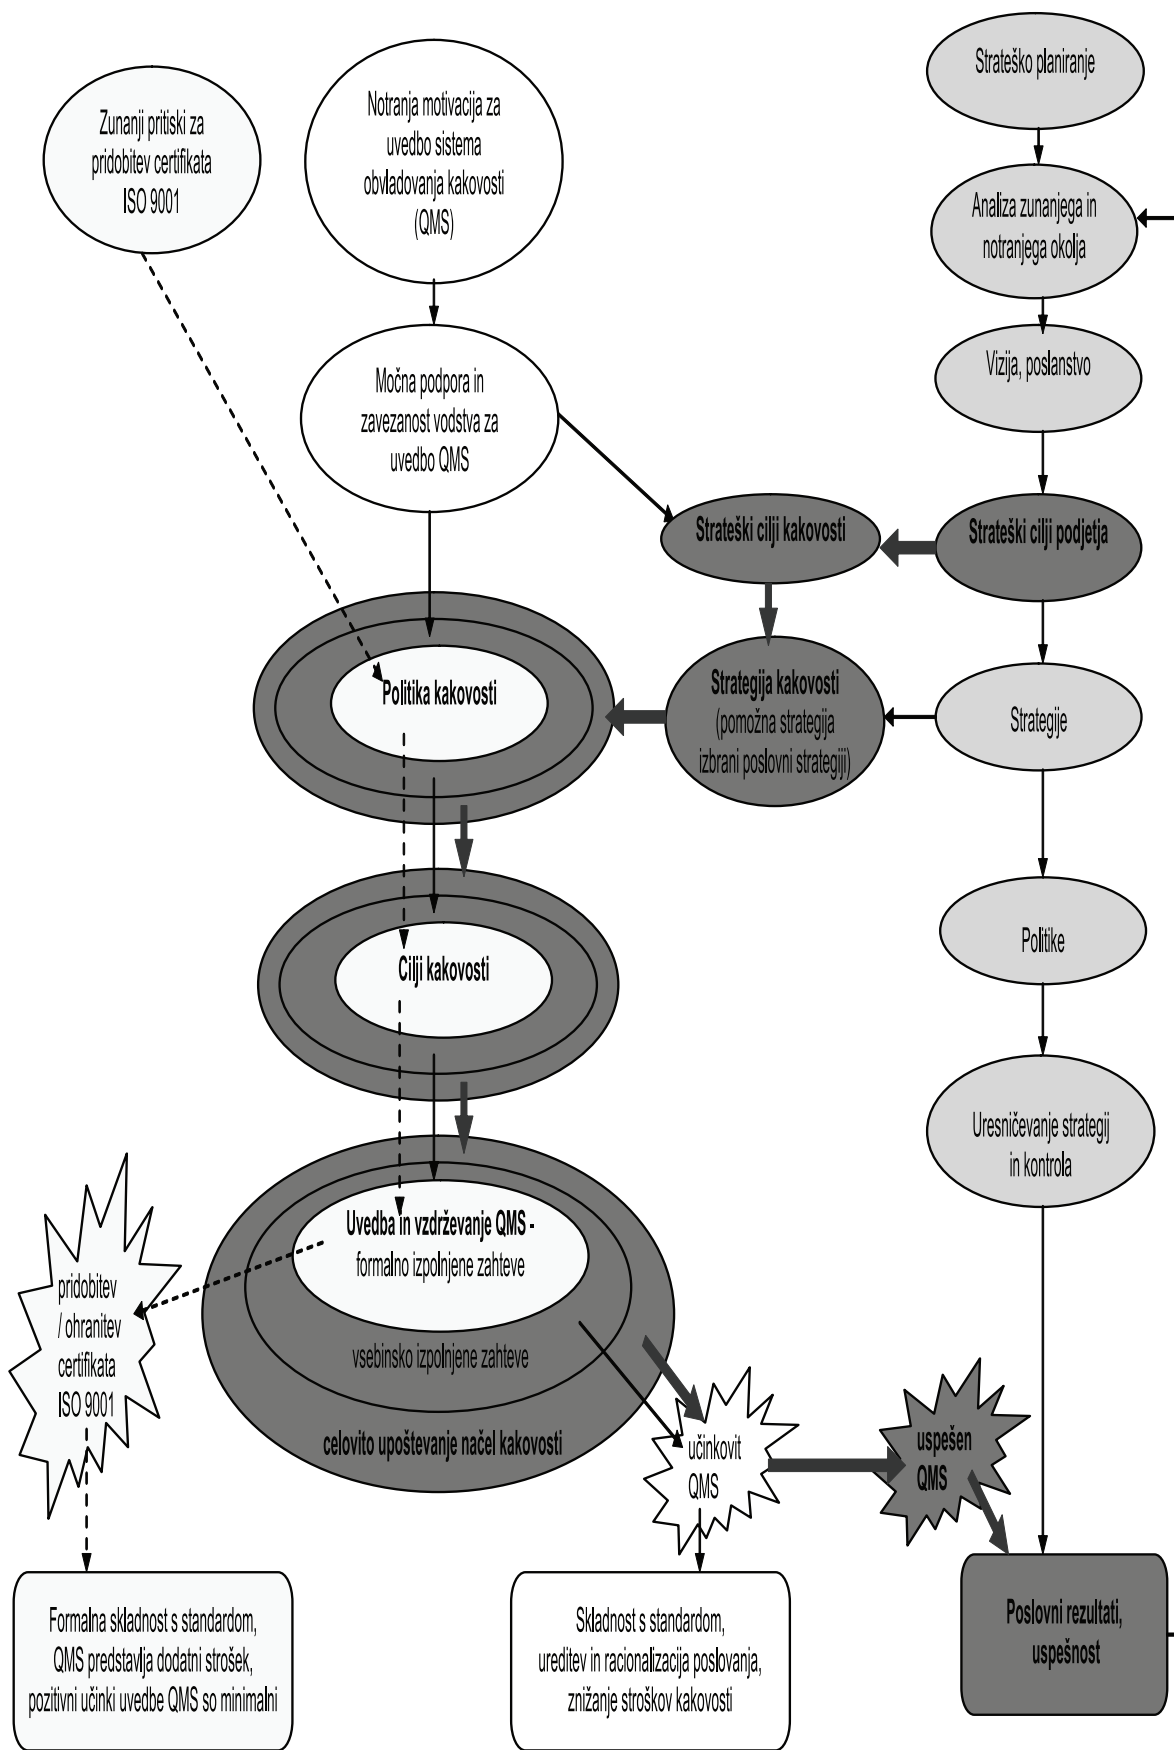 Strateško planiranje
Zunanji pritiski za
pridobitev certifikata
ISO 9001
Notranja motivacija za
uvedbo sistema
obvladovanja kakovosti
(QMS)
Analiza zunanjega in
notranjega okolja
Močna podpora in
zavezanost vodstva za
uvedbo QMS
Vizija, poslanstvo
Strateški cilji kakovosti
Strateški cilji podjetja
Politika kakovosti
Strategija kakovosti
(pomožna strategija
izbrani poslovni strategiji)
Strategije
Cilji kakovosti
Politike
Uresničevanje strategij
in kontrola
Uvedba in vzdrževanje QMS -
formalno izpolnjene zahteve
vsebinsko izpolnjene zahteve
celovito upoštevanje načel kakovosti
pridobitev
/ ohranitev
certifikata
ISO 9001
učinkovit
QMS
uspešen
QMS
Formalna skladnost s standardom,
QMS predstavlja dodatni strošek,
pozitivni učinki uvedbe QMS so minimalni
Skladnost s standardom,
ureditev in racionalizacija poslovanja,
znižanje stroškov kakovosti
Poslovni rezultati,
uspešnost